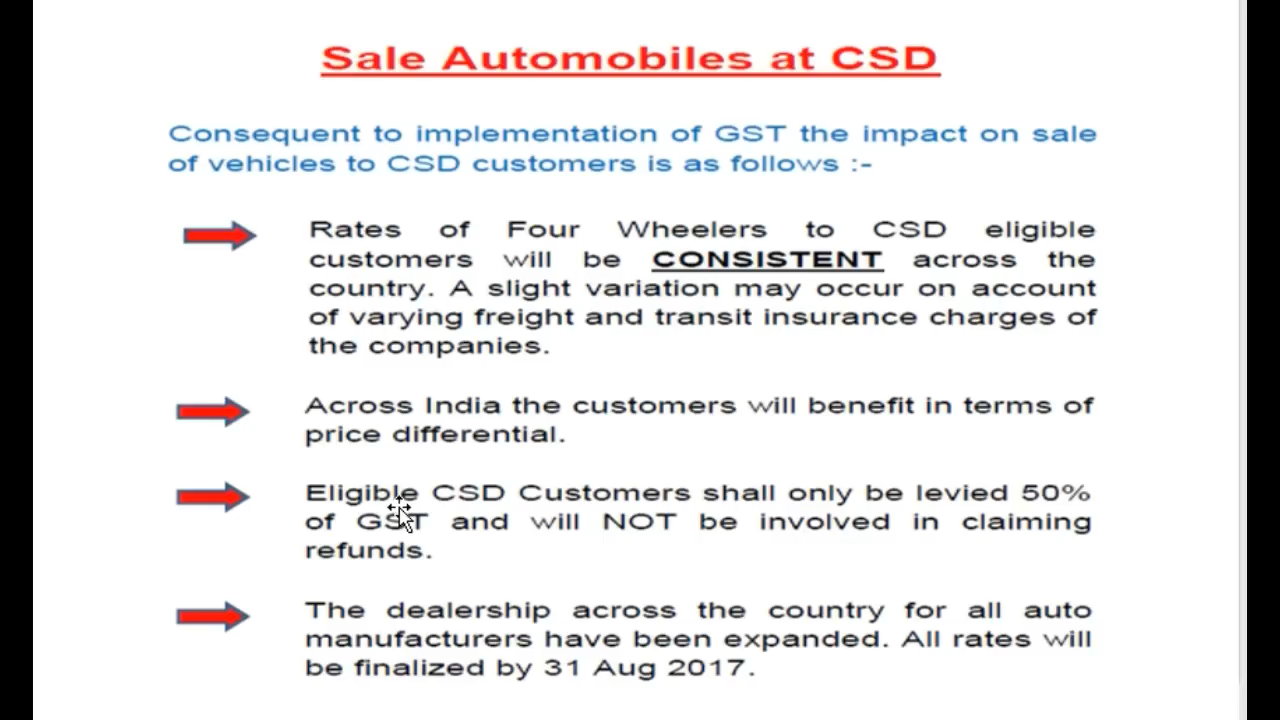 Sale Automobiles at CSD
Consequent to implementation of GST the impact on sale
of vehicles to CSD customers is as follows :-
Rates of Four Wheelers to CSD eligible
customers will be CONSISTENT across the
country. A slight variation may occur on account
of varying freight and transit insurance charges of
the companies.
Across India the customers will benefit in terms of
price differential.
Eligible CSD Customers shall only be levied 50%
of GST and will NOT be involved in claiming
refunds.
The dealership across the country for all auto
manufacturers have been expanded. All rates will
be finalized by 31 Aug 2017.